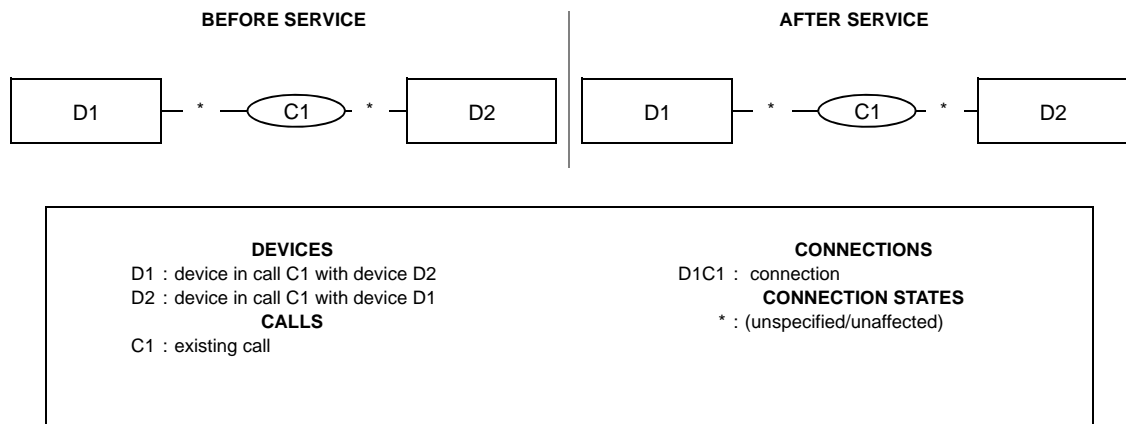 BEFORE SERVICE
AFTER SERVICE
D1 * C1 * D2
D1 * C1 * D2
DEVICES
D1 : device in call C1 with device D2
D2 : device in call C1 with device D1
CALLS
C1 : existing call
CONNECTIONS
D1C1 : connection
CONNECTION STATES
* : (unspecified/unaffected)